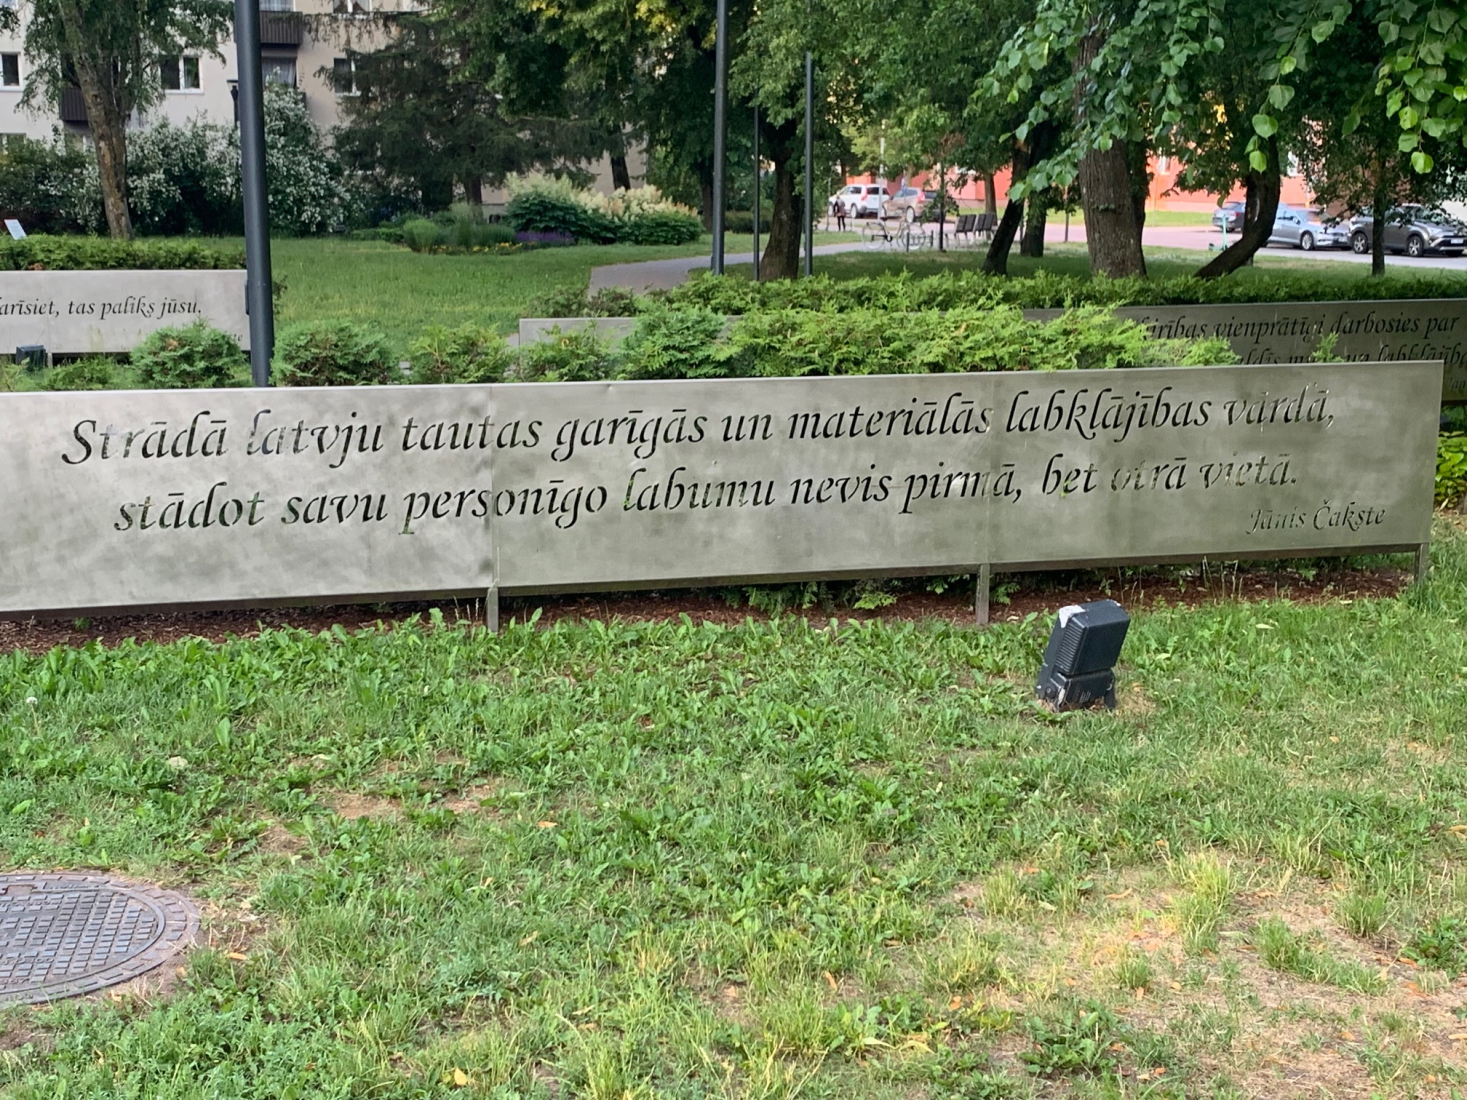 tas paliks jūsu.
vienprātīgi darbosies par
Strādā latvju tautas garīgās un materiālās labklājības vārdā,
stādot savu personīgo labumu nevis pirmā, bet otrā vietā.
Jānis Čakste